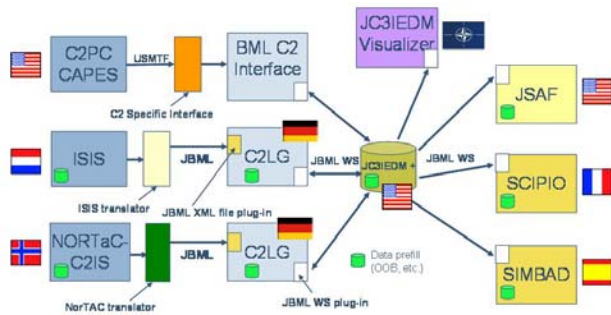 C2PC
CAPES
USMTF
BML C2
Interface
JC3IEDM
Visualizer
C2 Specific Interface
JSAF
ISIS
JBML
C2LG
JBML WS
JC3IEDM +
JBML WS
SCIPIO
ISIS translator
JBML XML file plug-in
NORTaC-
C2IS
JBML
C2LG
Data prefill
(OOB, etc.)
SIMBAD
NorTAC translator
JBML WS plug-in